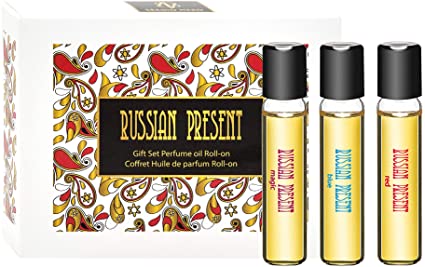 RUSSIAN PRESENT
Gift Set Perfume oil Roll-on
Coffret Huile de parfum Roll-on
RUSSIAN PRESENT
magic
RUSSIAN PRESENT
blue
RUSSIAN PRESENT
red